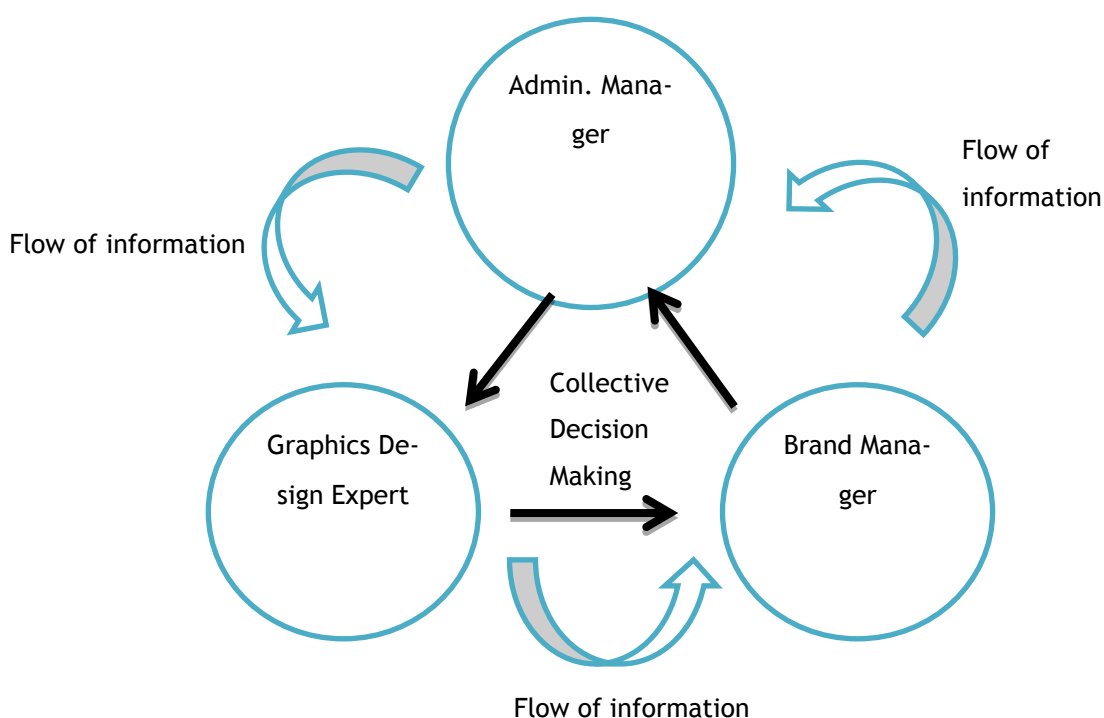 Admin. Mana-
ger
Flow of
information
Flow of information
Collective
Decision
Making
Graphics De-
sign Expert
Brand Mana-
ger
Flow of information